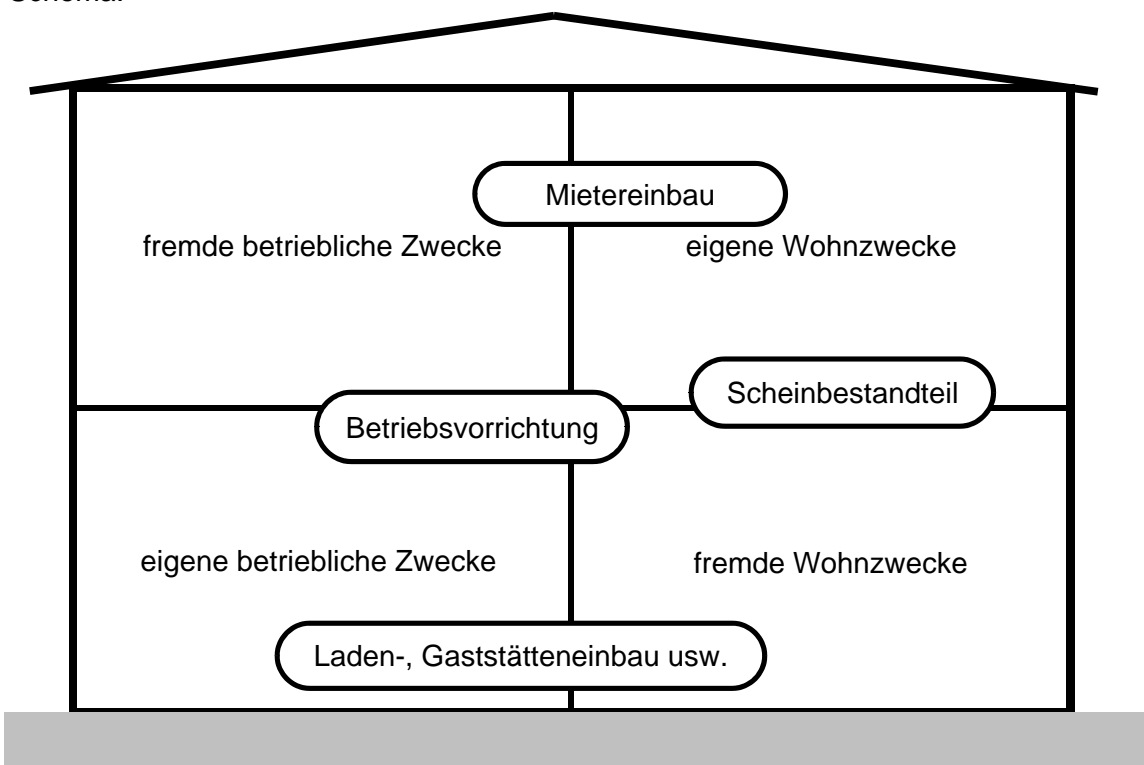 Schema:
Mietereinbau
fremde betriebliche Zwecke
eigene Wohnzwecke
Scheinbestandteil
Betriebsvorrichtung
eigene betriebliche Zwecke
fremde Wohnzwecke
Laden-, Gaststätteneinbau usw.